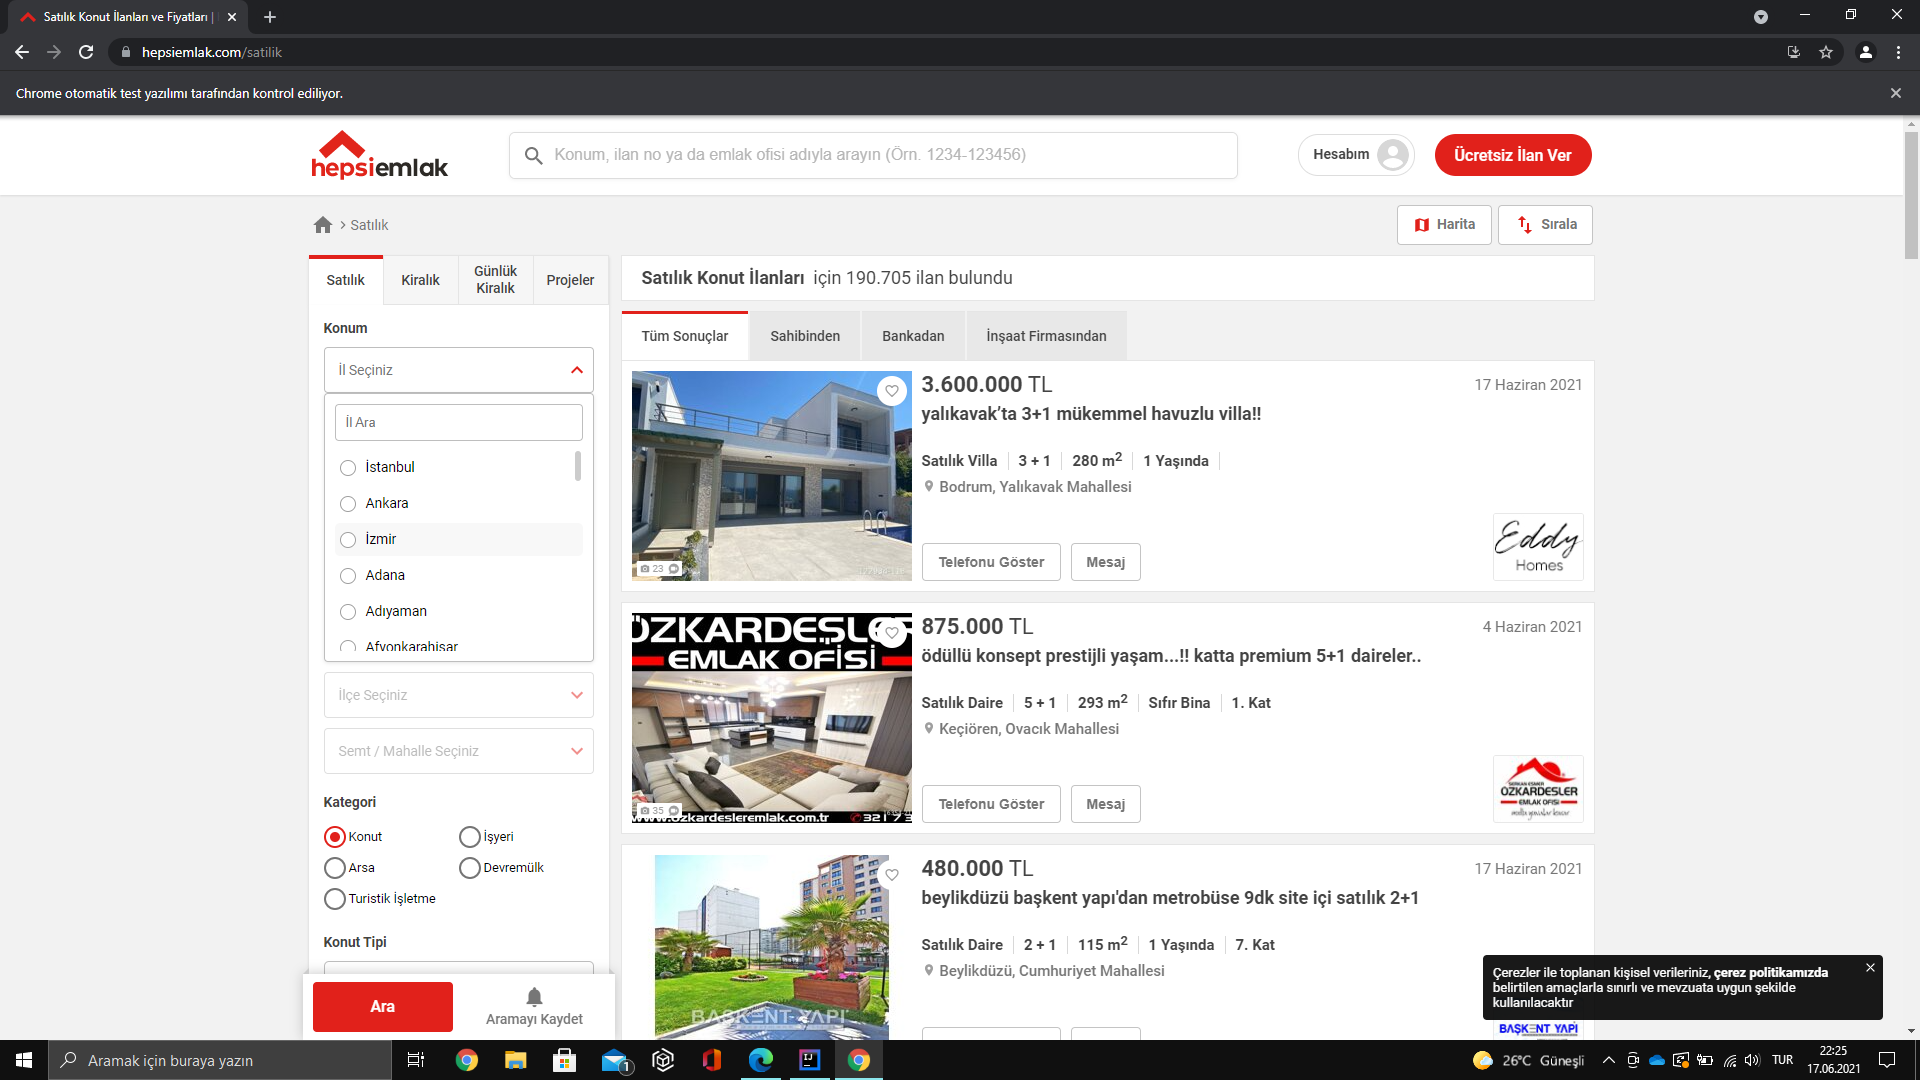 Satılık Konut İlanları ve Fiyatları |
hepsiemlak.com/satilik
Chrome otomatik test yazılımı tarafından kontrol ediliyor.
hepsiemlak
Konum, ilan no ya da emlak ofisi adıyla arayın (Örn. 1234-123456)
Hesabım
Ücretsiz İlan Ver
Satılık
Harita
Sırala
Satılık
Kiralık
Günlük
Kiralık
Projeler
Konum
İl Seçiniz
İl Ara
İstanbul
Ankara
İzmir
Adana
Adıyaman
Afyonkarahisar
İlçe Seçiniz
Semt / Mahalle Seçiniz
Kategori
Konut
İşyeri
Arsa
Devremülk
Turistik İşletme
Konut Tipi
Ara
Aramayı Kaydet
Satılık Konut İlanları için 190.705 ilan bulundu
Tüm Sonuçlar
Sahibinden
Bankadan
İnşaat Firmasından
23
3.600.000 TL
17 Haziran 2021
yalıkavak’ta 3+1 mükemmel havuzlu villa!!
Satılık Villa 3 + 1 280 m2 1 Yaşında
Bodrum, Yalıkavak Mahallesi
Telefonu Göster
Mesaj
Eddy
Homes
ÖZKARDEŞLER
EMLAK OFİSİ
35
www.ozkardesleremlak.com.tr
875.000 TL
4 Haziran 2021
ödüllü konsept prestijli yaşam...!! katta premium 5+1 daireler..
Satılık Daire 5 + 1 293 m2 Sıfır Bina 1. Kat
Keçiören, Ovacık Mahallesi
Telefonu Göster
Mesaj
ÖZKARDEŞLER
EMLAK OFİSİ
BAŞKENT YAPI
480.000 TL
17 Haziran 2021
beylikdüzü başkent yapı'dan metrobüse 9dk site içi satılık 2+1
Satılık Daire 2 + 1 115 m2 1 Yaşında 7. Kat
Beylikdüzü, Cumhuriyet Mahallesi
Çerezler ile toplanan kişisel verileriniz, çerez politikamızda
belirtilen amaçlarla sınırlı ve mevzuata uygun şekilde
kullanılacaktır
BAŞKENT YAPI
Aramak için buraya yazın
1
26°C Güneşli
TUR
22:25
17.06.2021